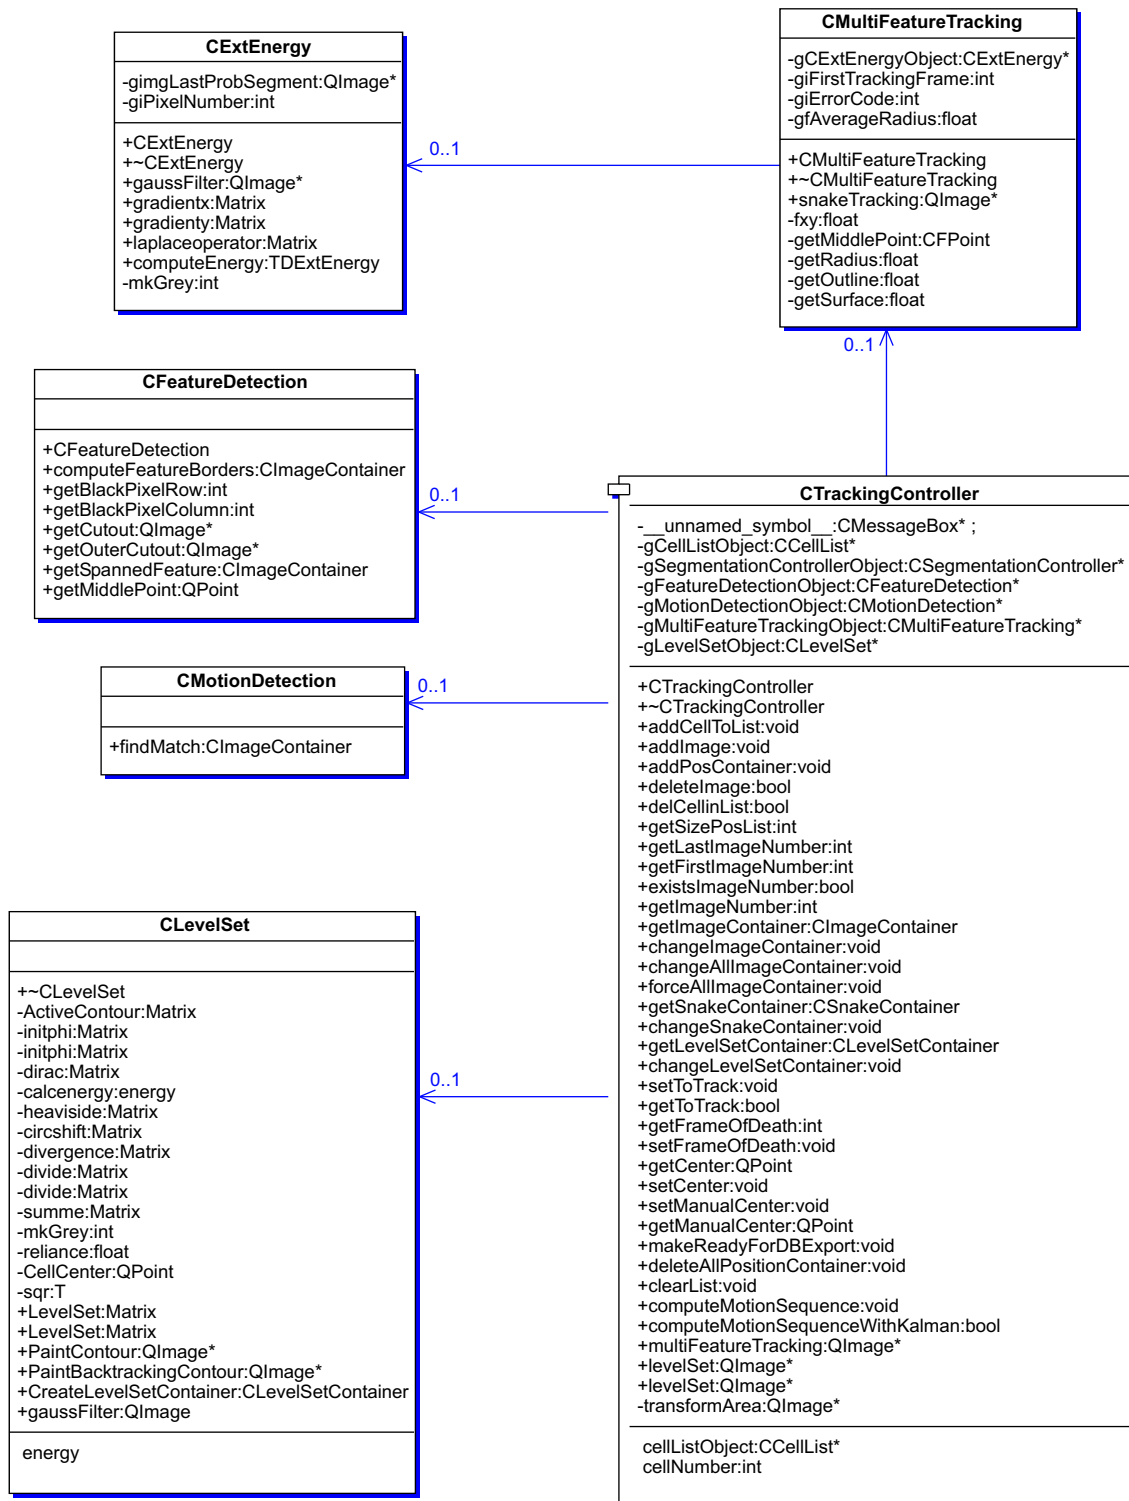 CExtEnergy
-gimgLastProbSegment:QImage*
-giPixelNumber:int
+CExtEnergy
+~CExtEnergy
+gaussFilter:QImage*
+gradientx:Matrix
+gradienty:Matrix
+laplaceoperator:Matrix
+computeEnergy:TDExtEnergy
-mkGrey:int
0..1
CMultiFeatureTracking
-gCExtEnergyObject:CExtEnergy*
-giFirstTrackingFrame:int
-giErrorCode:int
-gfAverageRadius:float
+CMultiFeatureTracking
+~CMultiFeatureTracking
+snakeTracking:QImage*
-fxy:float
-getMiddlePoint:CFPoint
-getRadius:float
-getOutline:float
-getSurface:float
0..1
CFeatureDetection
+CFeatureDetection
+computeFeatureBorders:CImageContainer
+getBlackPixelRow:int
+getBlackPixelColumn:int
+getCutout:QImage*
+getOuterCutout:QImage*
+getSpannedFeature:CImageContainer
+getMiddlePoint:QPoint
0..1
CMotionDetection
+findMatch:CImageContainer
0..1
CLevelSet
+~CLevelSet
-ActiveContour:Matrix
-initphi:Matrix
-initphi:Matrix
-dirac:Matrix
-calcenergy:energy
-heaviside:Matrix
-circshift:Matrix
-divergence:Matrix
-divide:Matrix
-divide:Matrix
-summe:Matrix
-mkGrey:int
-reliance:float
-CellCenter:QPoint
-sqr:T
+LevelSet:Matrix
+LevelSet:Matrix
+PaintContour:QImage*
+PaintBacktrackingContour:QImage*
+CreateLevelSetContainer:CLevelSetContainer
+gaussFilter:QImage
energy
0..1
CTrackingController
-__unnamed_symbol__:CMessageBox* ;
-gCellListObject:CCellList*
-gSegmentationControllerObject:CSegmentationController*
-gFeatureDetectionObject:CFeatureDetection*
-gMotionDetectionObject:CMotionDetection*
-gMultiFeatureTrackingObject:CMultiFeatureTracking*
-gLevelSetObject:CLevelSet*
+CTrackingController
+~CTrackingController
+addCellToList:void
+addImage:void
+addPosContainer:void
+deleteImage:bool
+delCellinList:bool
+getSizePosList:int
+getLastImageNumber:int
+getFirstImageNumber:int
+existsImageNumber:bool
+getImageNumber:int
+getImageContainer:CImageContainer
+changeImageContainer:void
+changeAllImageContainer:void
+forceAllImageContainer:void
+getSnakeContainer:CSnakeContainer
+changeSnakeContainer:void
+getLevelSetContainer:CLevelSetContainer
+changeLevelSetContainer:void
+setToTrack:void
+getToTrack:bool
+getFrameOfDeath:int
+setFrameOfDeath:void
+getCenter:QPoint
+setCenter:void
+setManualCenter:void
+getManualCenter:QPoint
+makeReadyForDBExport:void
+deleteAllPositionContainer:void
+clearList:void
+computeMotionSequence:void
+computeMotionSequenceWithKalman:bool
+multiFeatureTracking:QImage*
+levelSet:QImage*
+levelSet:QImage*
-transformArea:QImage*
cellListObject:CCellList*
cellNumber:int